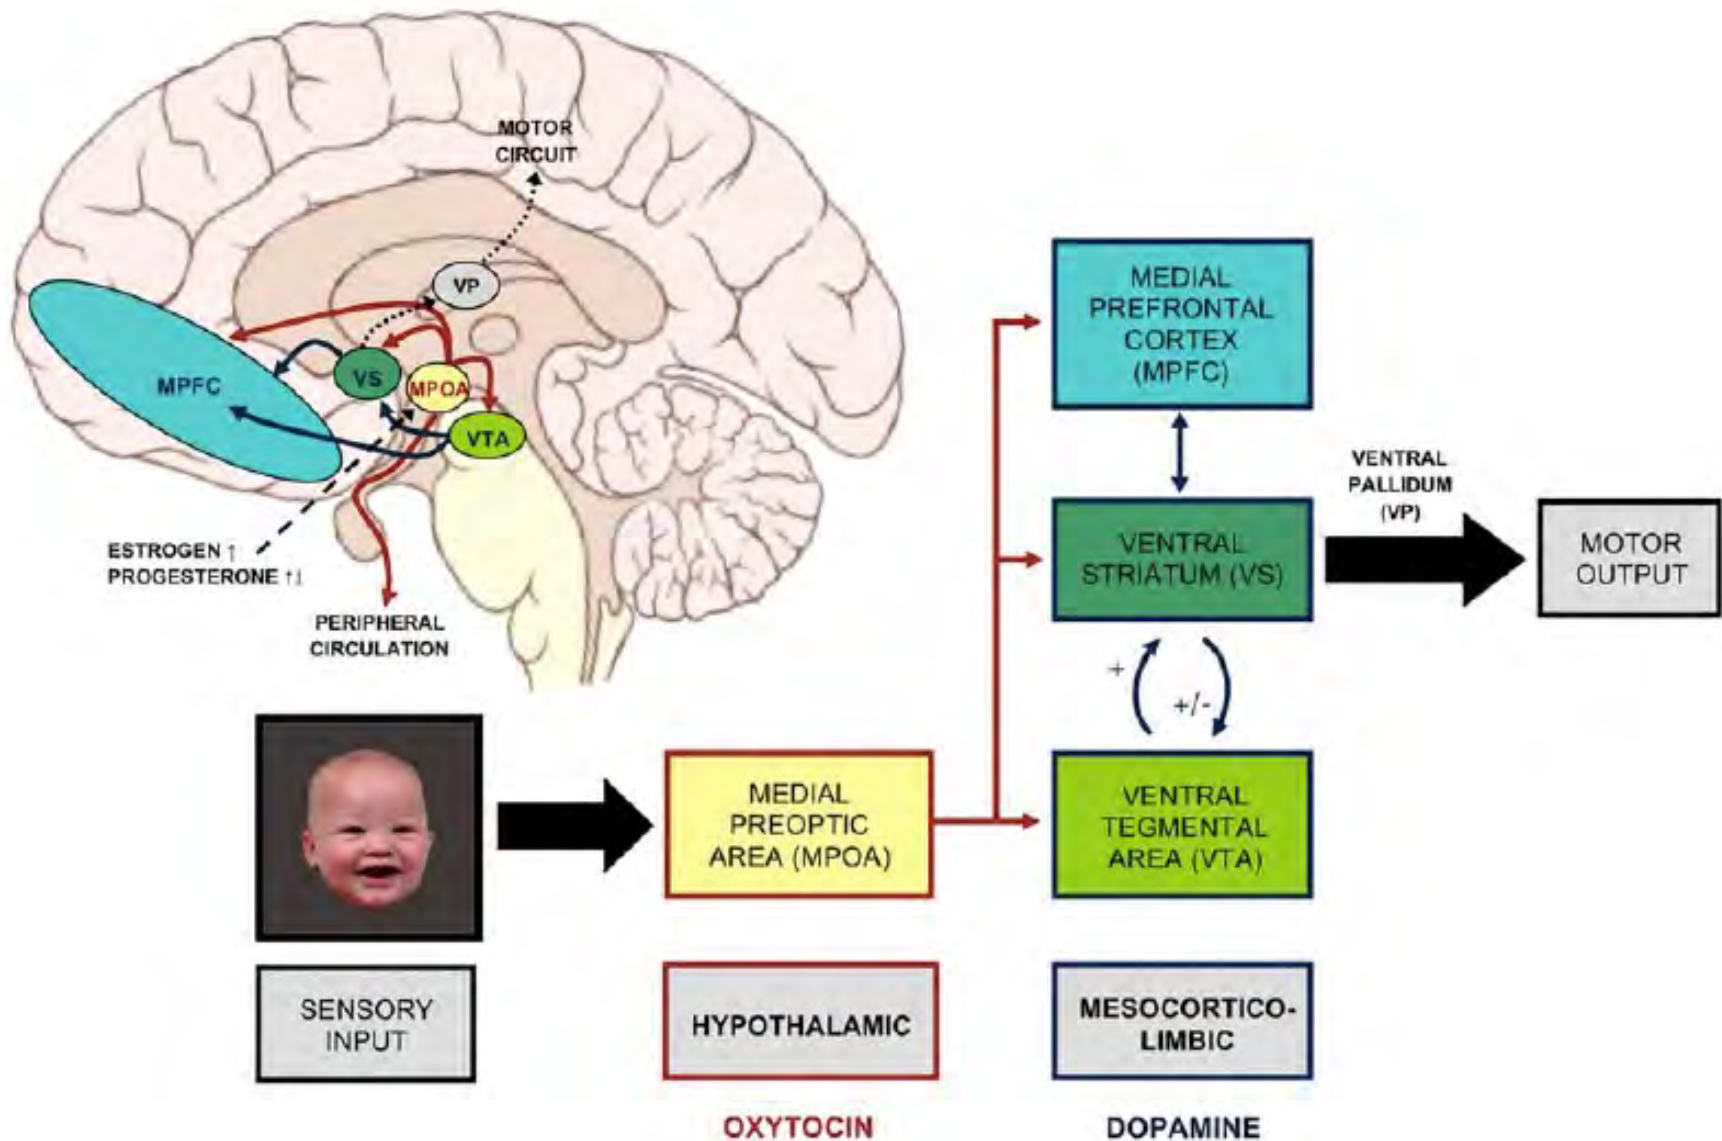 MOTOR
CIRCUIT
VP
MPFC
VS
MPOA
VTA
ESTROGEN ↑
PROGESTERONE ↑↓
PERIPHERAL
CIRCULATION
MEDIAL
PREFRONTAL
CORTEX
(MPFC)
VENTRAL
STRIATUM (VS)
VENTRAL
PALLIDUM
(VP)
MOTOR
OUTPUT
+
+/-
MEDIAL
PREOPTIC
AREA (MPOA)
VENTRAL
TEGMENTAL
AREA (VTA)
SENSORY
INPUT
HYPOTHALAMIC
MESOCORTICO-
LIMBIC
OXYTOCIN
DOPAMINE